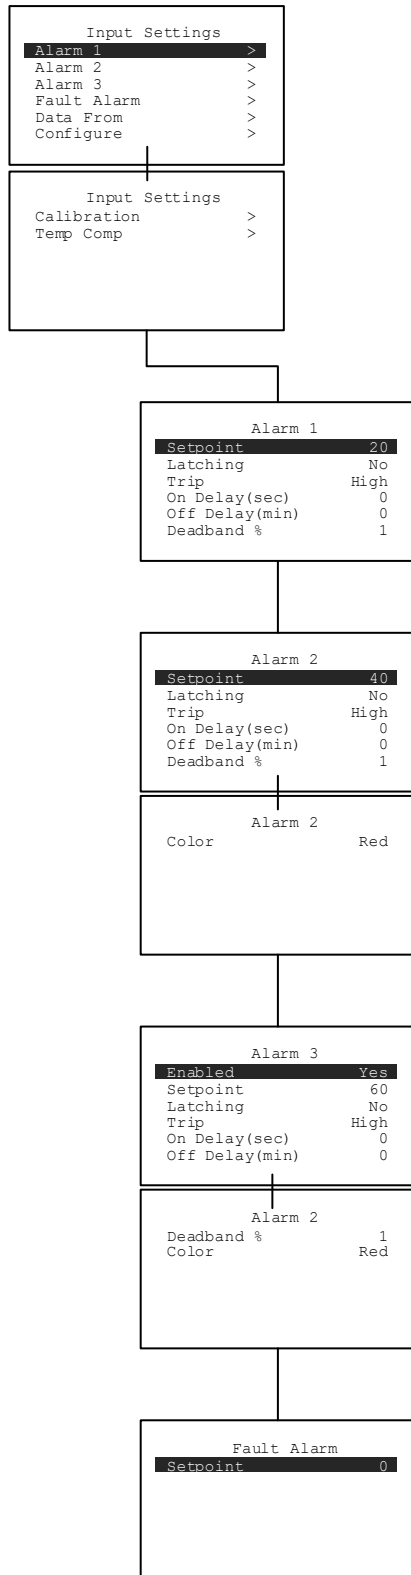 Input Settings
Alarm 1 >
Alarm 2 >
Alarm 3 >
Fault Alarm >
Data From >
Configure >
Input Settings
Calibration >
Temp Comp >
Alarm 1
Setpoint 20
Latching No
Trip High
On Delay(sec) 0
Off Delay(min) 0
Deadband % 1
Alarm 2
Setpoint 40
Latching No
Trip High
On Delay(sec) 0
Off Delay(min) 0
Deadband % 1
Alarm 2
Color Red
Alarm 3
Enabled Yes
Setpoint 60
Latching No
Trip High
On Delay(sec) 0
Off Delay(min) 0
Alarm 2
Deadband % 1
Color Red
Fault Alarm
Setpoint 0